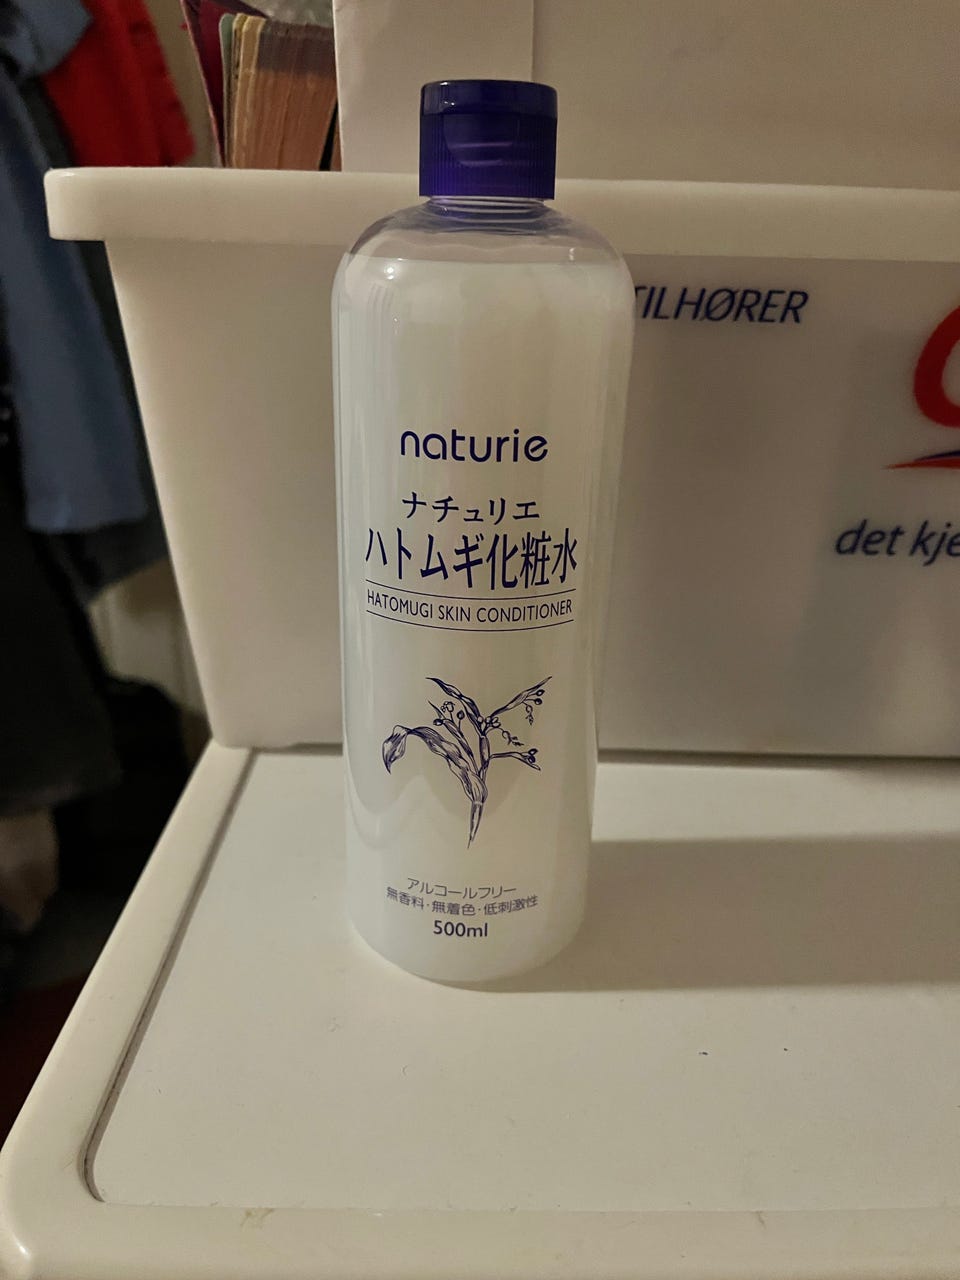 naturie
ナチュリエ
ハトムギ化粧水
HATOMUGI SKIN CONDITIONER
アルコールフリー
無香料・無着色・低刺激性
500ml
TILHØRER
det kje